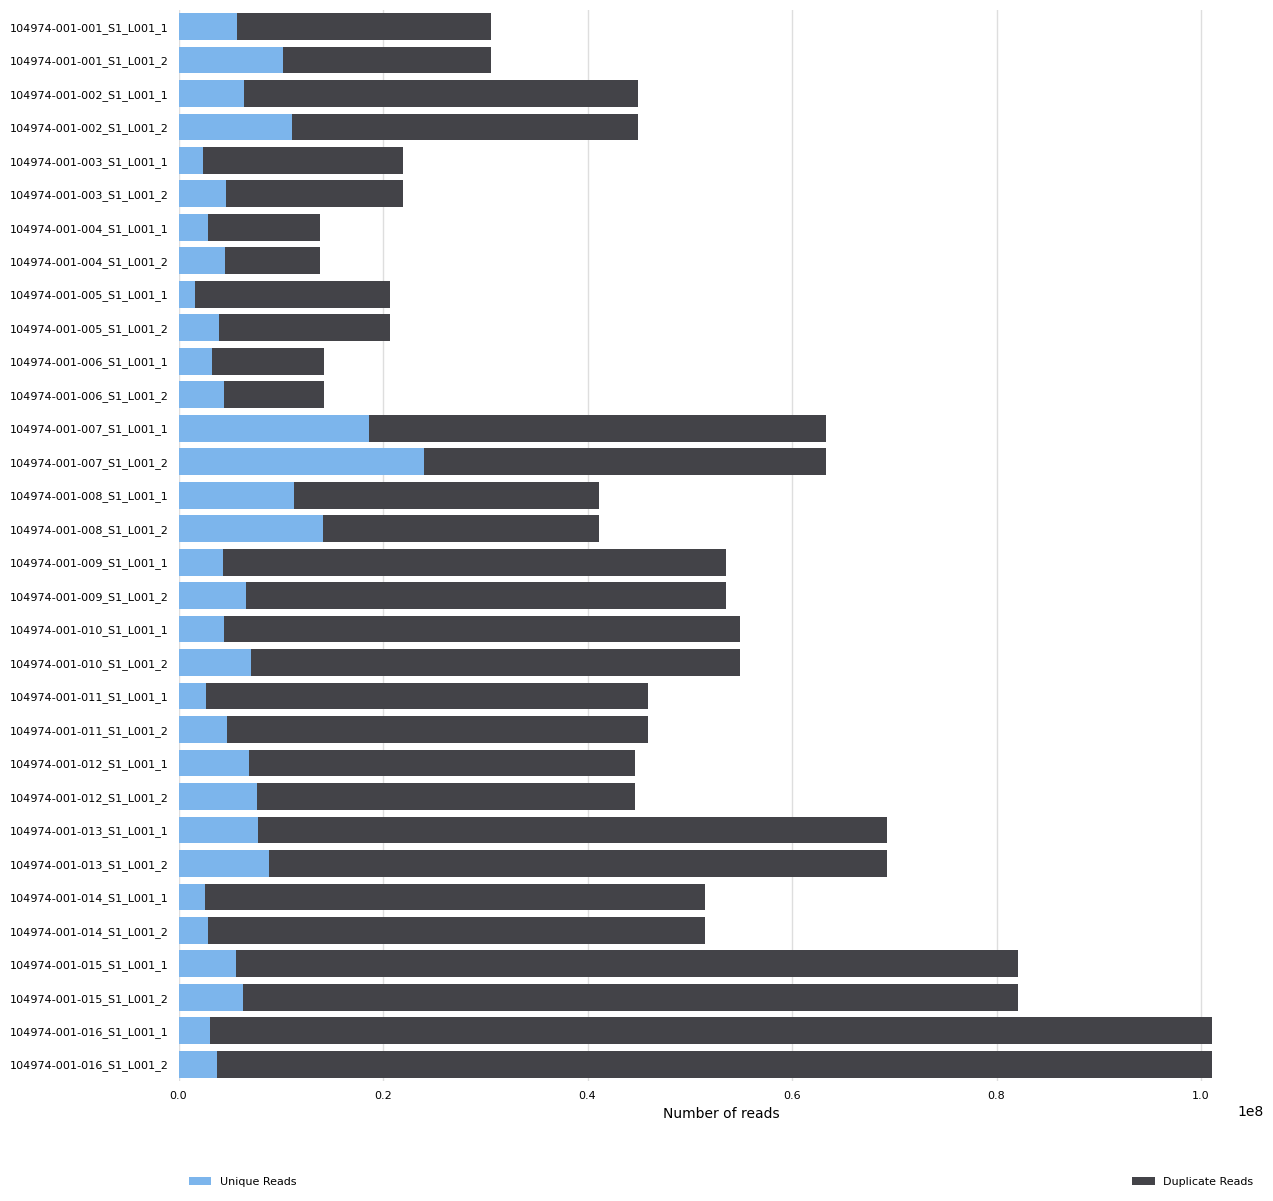 104974-001-001_S1_L001_1
104974-001-001_S1_L001_2
104974-001-002_S1_L001_1
104974-001-002_S1_L001_2
104974-001-003_S1_L001_1
104974-001-003_S1_L001_2
104974-001-004_S1_L001_1
104974-001-004_S1_L001_2
104974-001-005_S1_L001_1
104974-001-005_S1_L001_2
104974-001-006_S1_L001_1
104974-001-006_S1_L001_2
104974-001-007_S1_L001_1
104974-001-007_S1_L001_2
104974-001-008_S1_L001_1
104974-001-008_S1_L001_2
104974-001-009_S1_L001_1
104974-001-009_S1_L001_2
104974-001-010_S1_L001_1
104974-001-010_S1_L001_2
104974-001-011_S1_L001_1
104974-001-011_S1_L001_2
104974-001-012_S1_L001_1
104974-001-012_S1_L001_2
104974-001-013_S1_L001_1
104974-001-013_S1_L001_2
104974-001-014_S1_L001_1
104974-001-014_S1_L001_2
104974-001-015_S1_L001_1
104974-001-015_S1_L001_2
104974-001-016_S1_L001_1
104974-001-016_S1_L001_2
0.0 0.2 0.4 0.6 0.8 1.0
Number of reads
1e8
Unique Reads
Duplicate Reads